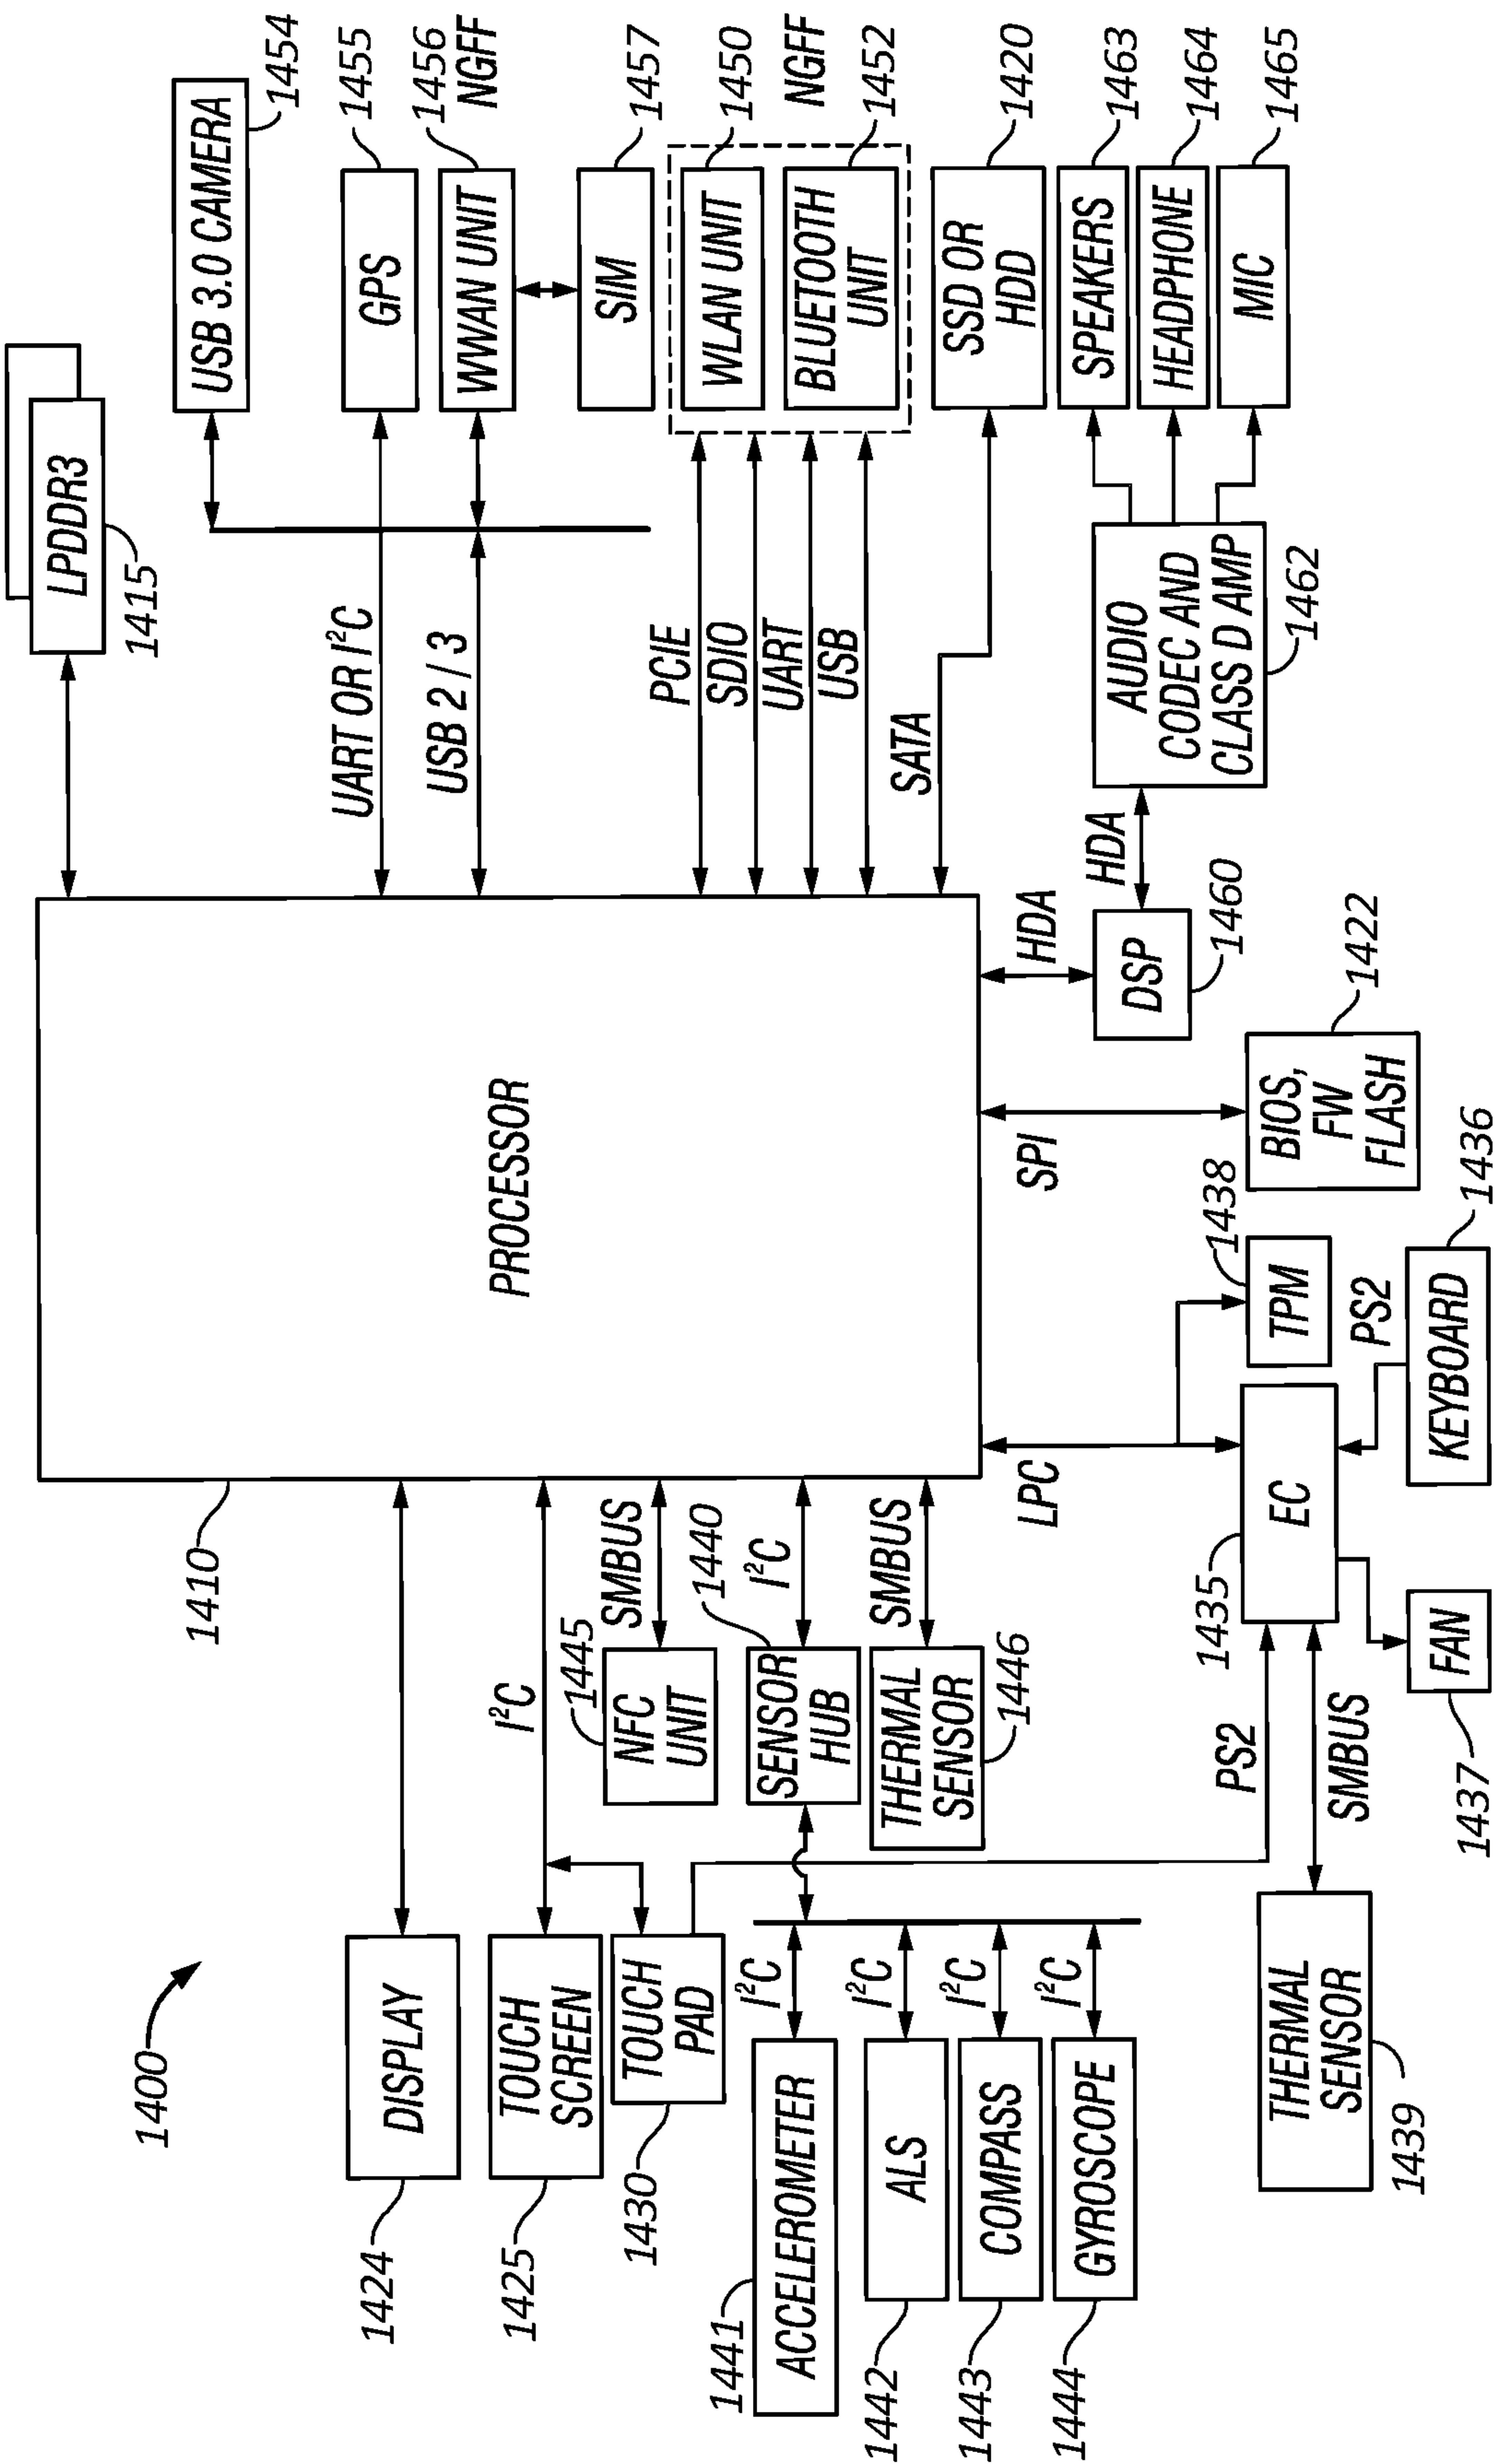 1400
1410
PROCESSOR
LPDDR3
1415
DISPLAY
1424
TOUCH
SCREEN
1425
I²C
TOUCH
PAD
1430
NFC
UNIT
1445
SMBUS
SENSOR
HUB
1440
I²C
THERMAL
SENSOR
1446
SMBUS
ACCELEROMETER
1441
I²C
ALS
1442
I²C
COMPASS
1443
I²C
GYROSCOPE
1444
I²C
THERMAL
SENSOR
1439
SMBUS
PS2
EC
1435
LPC
FAN
1437
KEYBOARD
1436
PS2
TPM
1438
BIOS,
FW
FLASH
1422
SPI
DSP
1460
HDA
HDA
AUDIO
CODEC AND
CLASS D AMP
1462
USB 3.0 CAMERA
1454
UART OR I²C
GPS
1455
USB 2 / 3
WWAN UNIT
1456
NGFF
SIM
1457
PCIE
SDIO
UART
USB
WLAN UNIT
1450
NGFF
BLUETOOTH
UNIT
1452
SATA
SSD OR
HDD
1420
SPEAKERS
1463
HEADPHONE
1464
MIC
1465